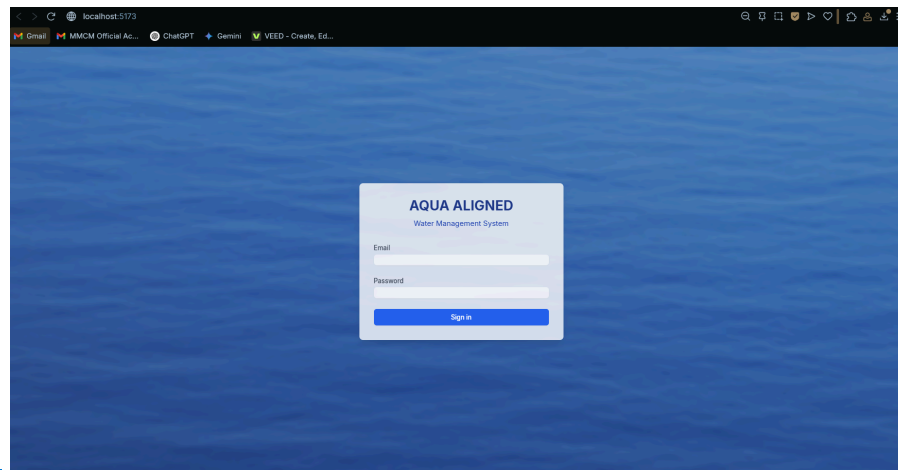 localhost:5173
Gmail MMCM Official Ac... ChatGPT Gemini VEED - Create, Ed...
AQUA ALIGNED
Water Management System
Email
Password
Sign in